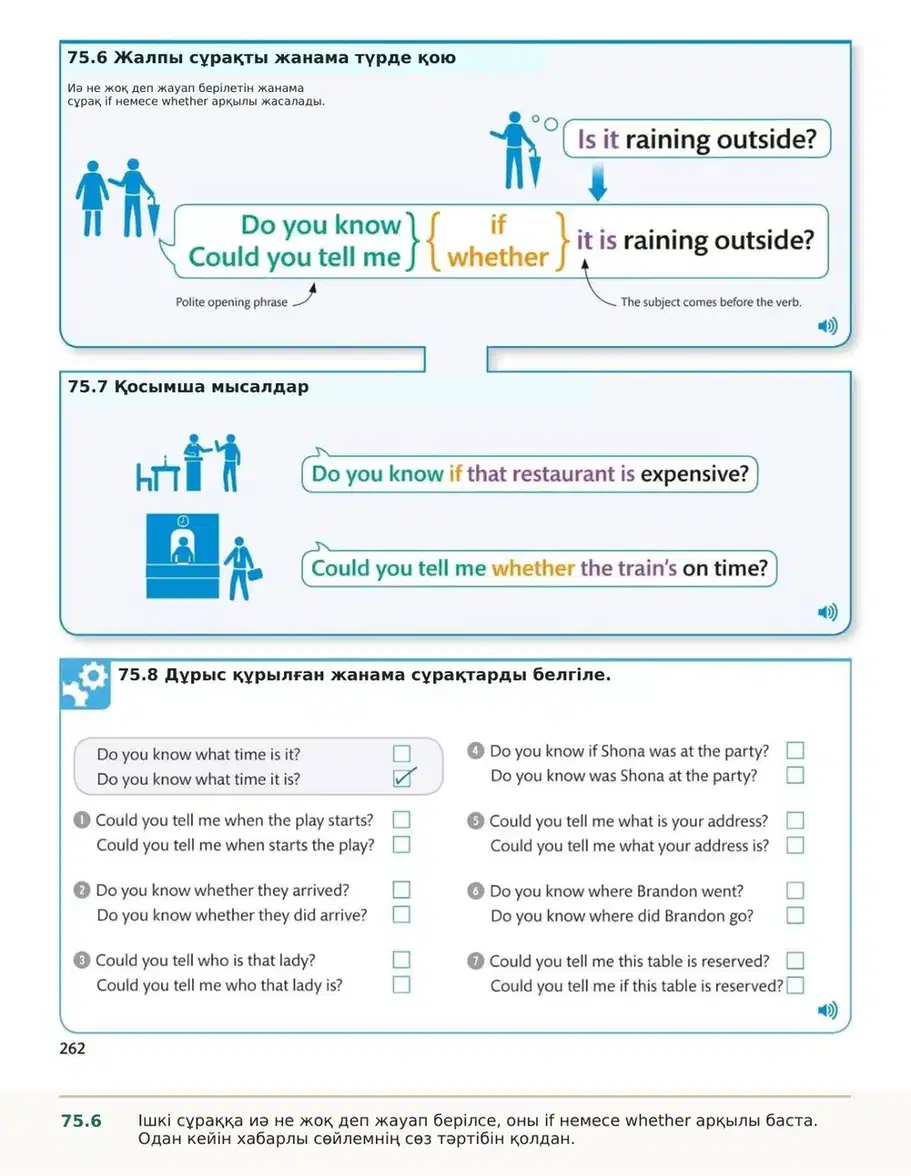 75.6 Жалпы сұрақты жанама түрде қою
Иә не жоқ деп жауап берілетін жанама
сұрақ if немесе whether арқылы жасалады.
Is it raining outside?
Do you know
Could you tell me
if
whether
it is raining outside?
Polite opening phrase
The subject comes before the verb.
75.7 Қосымша мысалдар
Do you know if that restaurant is expensive?
Could you tell me whether the train's on time?
75.8 Дұрыс құрылған жанама сұрақтарды белгіле.
Do you know what time is it?
Do you know what time it is?
1 Could you tell me when the play starts?
Could you tell me when starts the play?
2 Do you know whether they arrived?
Do you know whether they did arrive?
3 Could you tell who is that lady?
Could you tell me who that lady is?
4 Do you know if Shona was at the party?
Do you know was Shona at the party?
5 Could you tell me what is your address?
Could you tell me what your address is?
6 Do you know where Brandon went?
Do you know where did Brandon go?
7 Could you tell me this table is reserved?
Could you tell me if this table is reserved?
262
75.6 Ішкі сұраққа иә не жоқ деп жауап берілсе, оны if немесе whether арқылы баста.
Одан кейін хабарлы сөйлемнің сөз тәртібін қолдан.